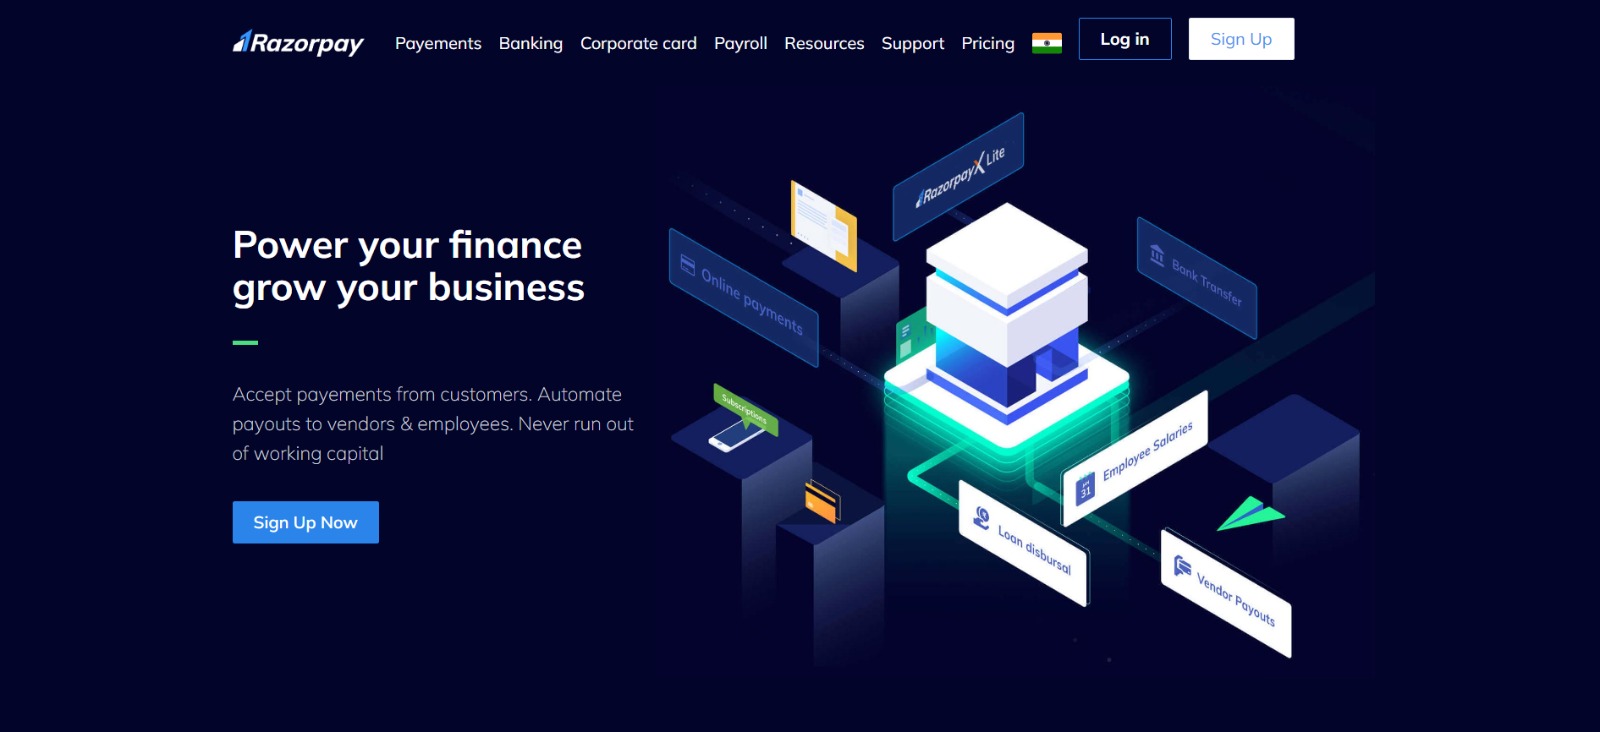 Razorpay
Payements
Banking
Corporate card
Payroll
Resources
Support
Pricing
Log in
Sign Up
Power your finance
grow your business
Accept payements from customers. Automate
payouts to vendors & employees. Never run out
of working capital
Sign Up Now
RazorpayX Lite
Bank Transfer
Online payments
Subscriptions
Employee Salaries
31
Loan disbursal
Vendor Payouts